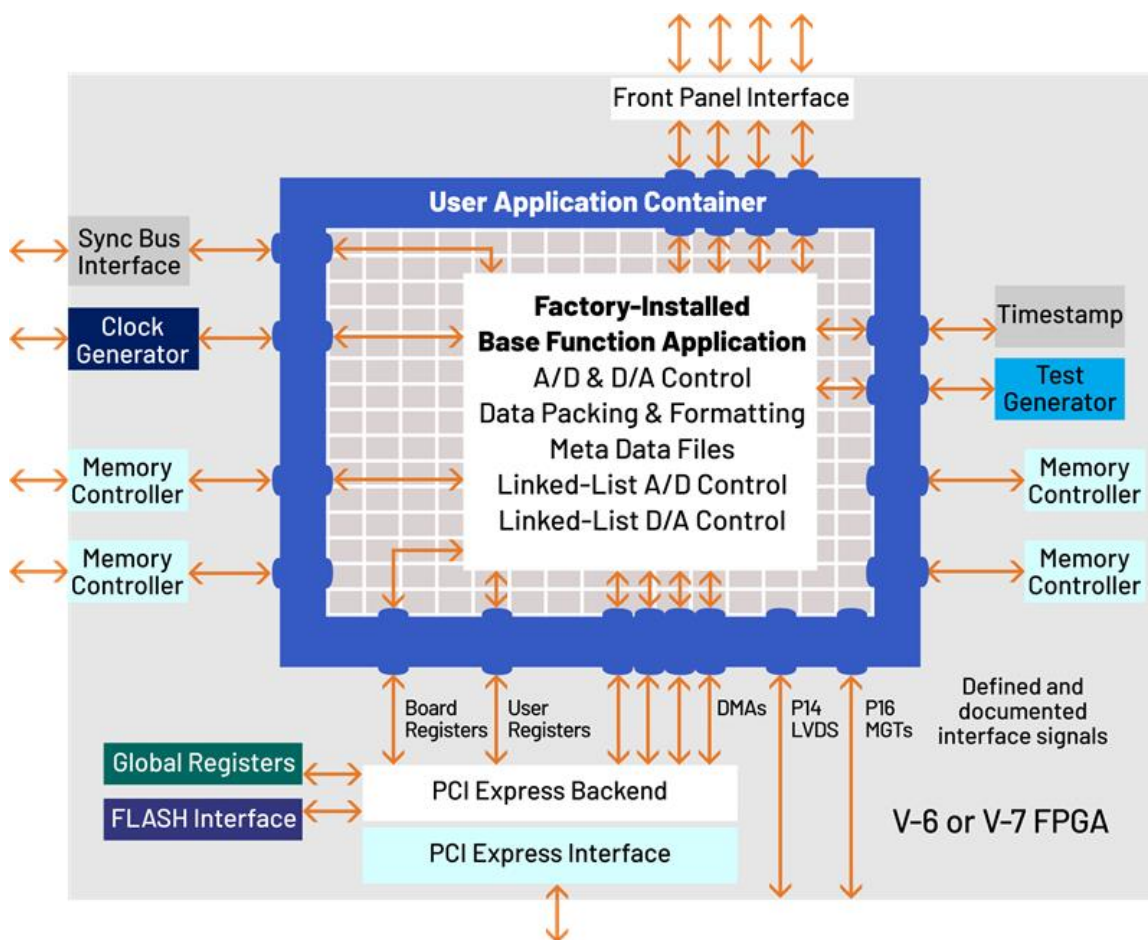 Front Panel Interface
User Application Container
Sync Bus
Interface
Clock
Generator
Memory
Controller
Memory
Controller
Factory-Installed
Base Function Application
A/D & D/A Control
Data Packing & Formatting
Meta Data Files
Linked-List A/D Control
Linked-List D/A Control
Timestamp
Test
Generator
Memory
Controller
Memory
Controller
Board
Registers
User
Registers
DMAs
P14
LVDS
P16
MGTs
Defined and
documented
interface signals
Global Registers
FLASH Interface
PCI Express Backend
PCI Express Interface
V-6 or V-7 FPGA